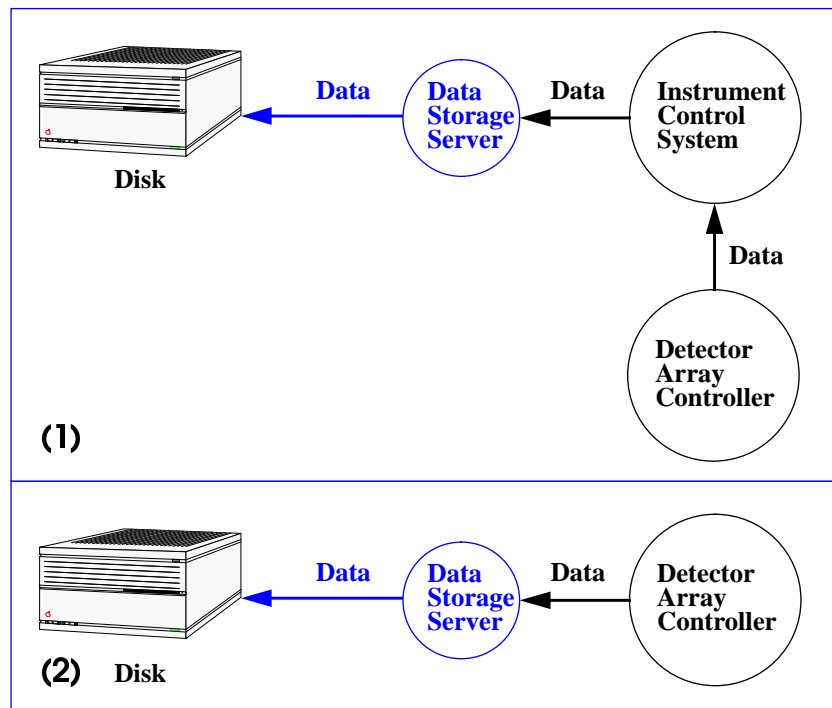 Data
Data
Storage
Server
Data
Instrument
Control
System
Disk
Data
Detector
Array
Controller
(1)
Data
Data
Storage
Server
Data
Detector
Array
Controller
(2)
Disk